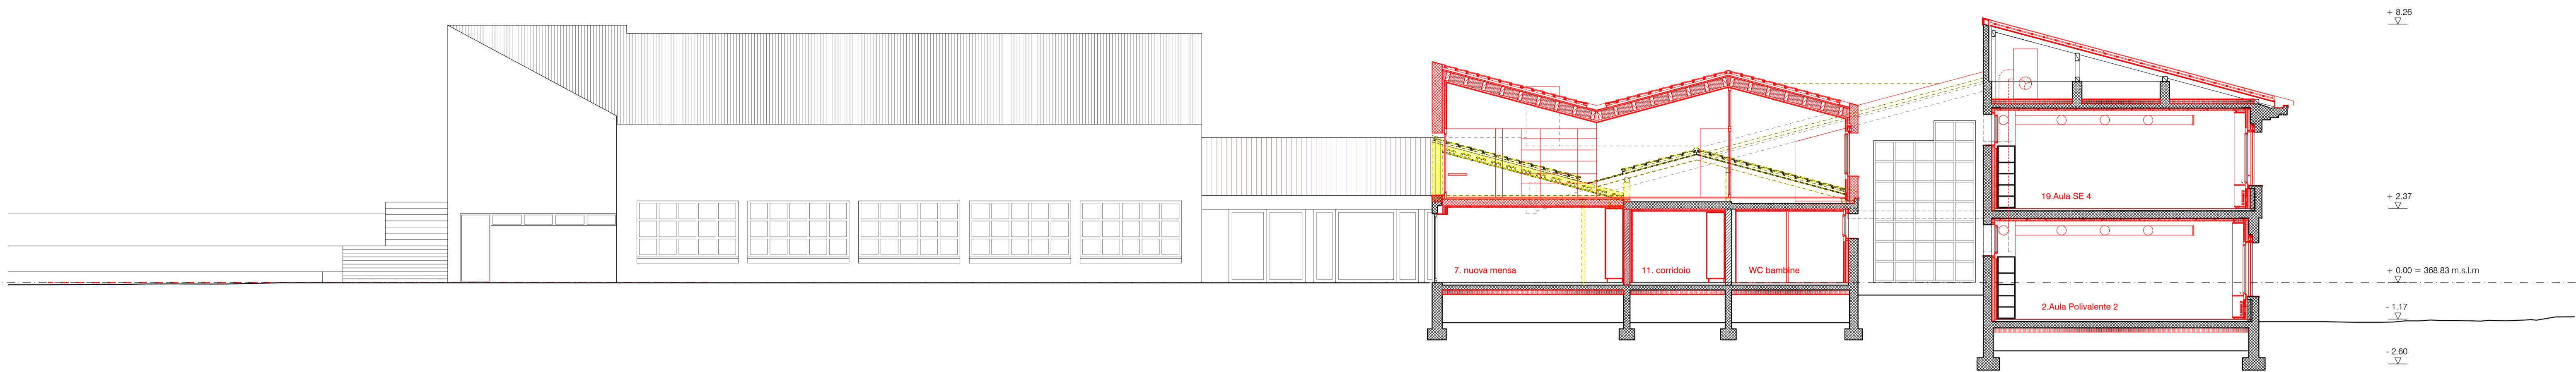 + 8.26
19.Aula SE 4
+ 2.37
7. nuova mensa
11. corridoio
WC bambine
+ 0.00 = 368.83 m.s.l.m
2.Aula Polivalente 2
- 1.17
- 2.60